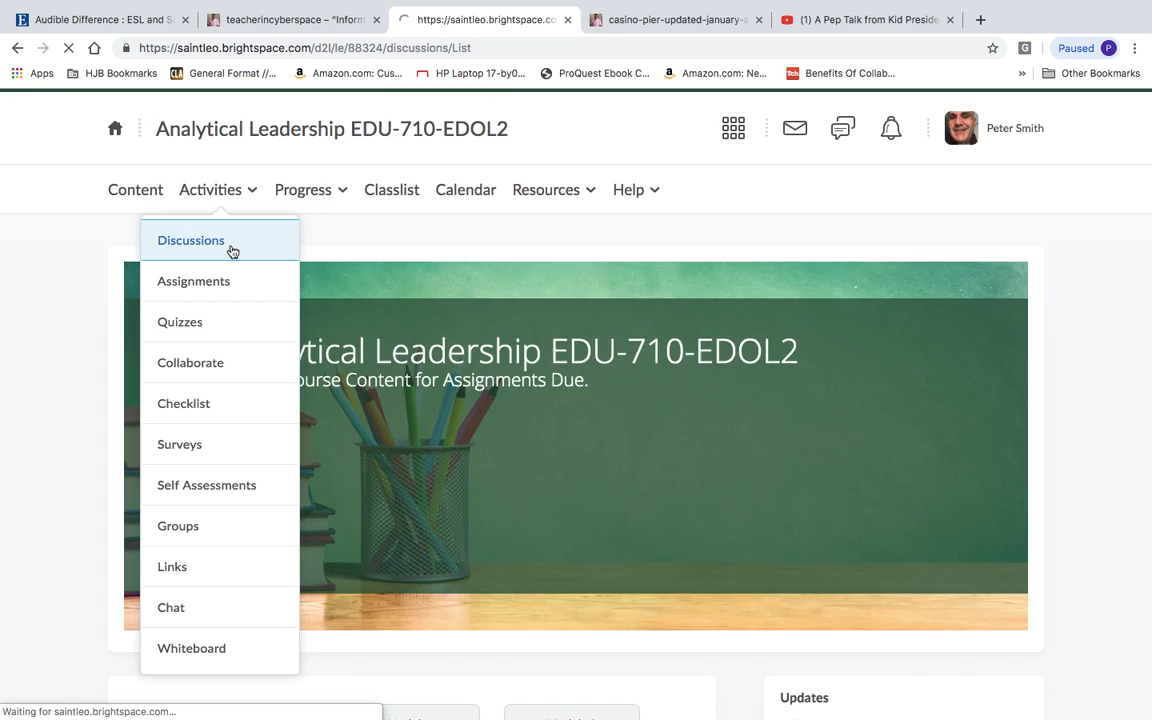 Audible Difference : ESL and S
teacherincyberspace – "Inform
https://saintleo.brightspace.co
casino-pier-updated-january-a
(1) A Pep Talk from Kid Preside
https://saintleo.brightspace.com/d2l/le/88324/discussions/List
G
Paused P
Apps
HJB Bookmarks
General Format //...
Amazon.com: Cus...
HP Laptop 17-by0...
ProQuest Ebook C...
Amazon.com: Ne...
Benefits Of Collab...
»
Other Bookmarks
Analytical Leadership EDU-710-EDOL2
Peter Smith
Content Activities Progress Classlist Calendar Resources Help
Discussions
Assignments
Quizzes
Collaborate
Checklist
Surveys
Self Assessments
Groups
Links
Chat
Whiteboard
ytical Leadership EDU-710-EDOL2
ourse Content for Assignments Due.
Updates
Waiting for saintleo.brightspace.com...